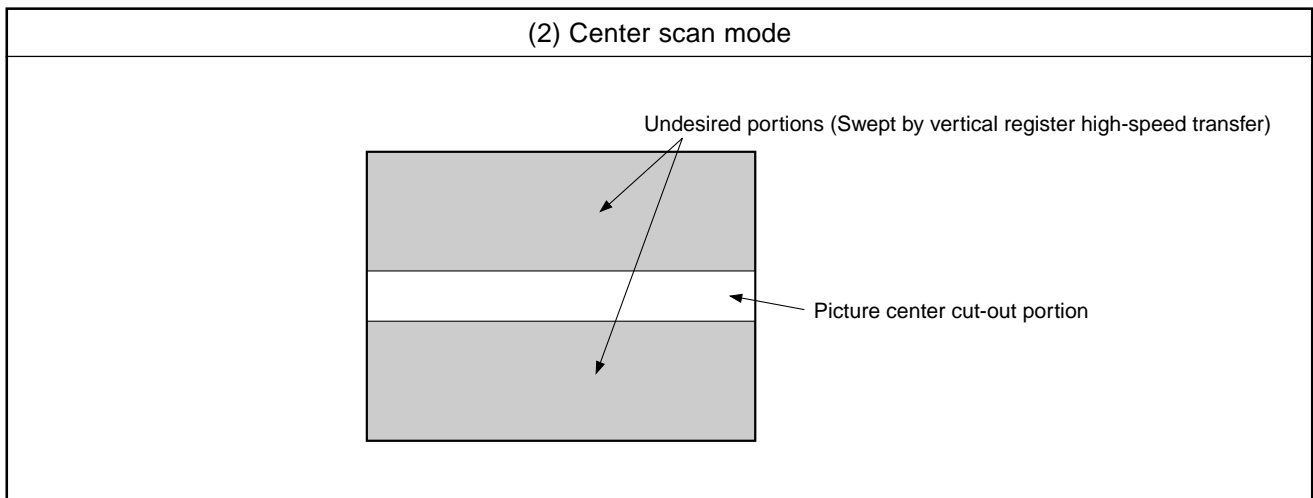 (2) Center scan mode
Undesired portions (Swept by vertical register high-speed transfer)
Picture center cut-out portion